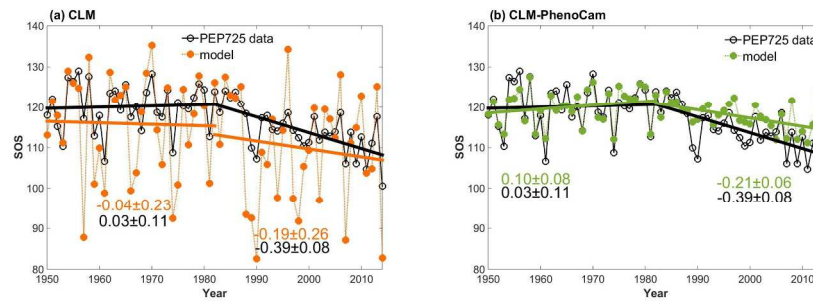 (a) CLM
PEP725 data
model
140
130
120
110
100
90
80
SOS
-0.04±0.23
0.03±0.11
-0.19±0.26
-0.39±0.08
1950 1960 1970 1980 1990 2000 2010
Year
(b) CLM-PhenoCam
PEP725 data
model
140
130
120
110
100
90
80
SOS
0.10±0.08
0.03±0.11
-0.21±0.06
-0.39±0.08
1950 1960 1970 1980 1990 2000
Year